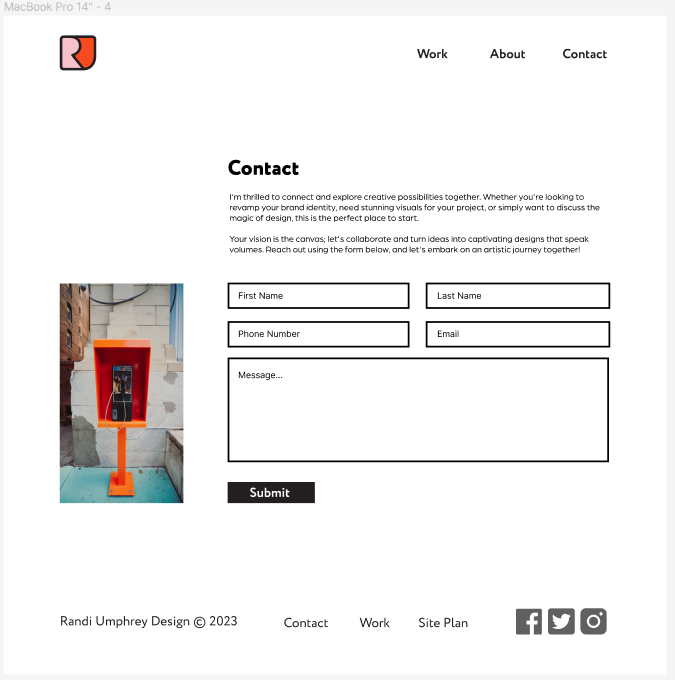 MacBook Pro 14" - 4
R
Work About Contact
Contact
I'm thrilled to connect and explore creative possibilities together. Whether you're looking to
revamp your brand identity, need stunning visuals for your project, or simply want to discuss the
magic of design, this is the perfect place to start.
Your vision is the canvas; let's collaborate and turn ideas into captivating designs that speak
volumes. Reach out using the form below, and let's embark on an artistic journey together!
First Name Last Name
Phone Number Email
Message...
Submit
Randi Umphrey Design © 2023 Contact Work Site Plan